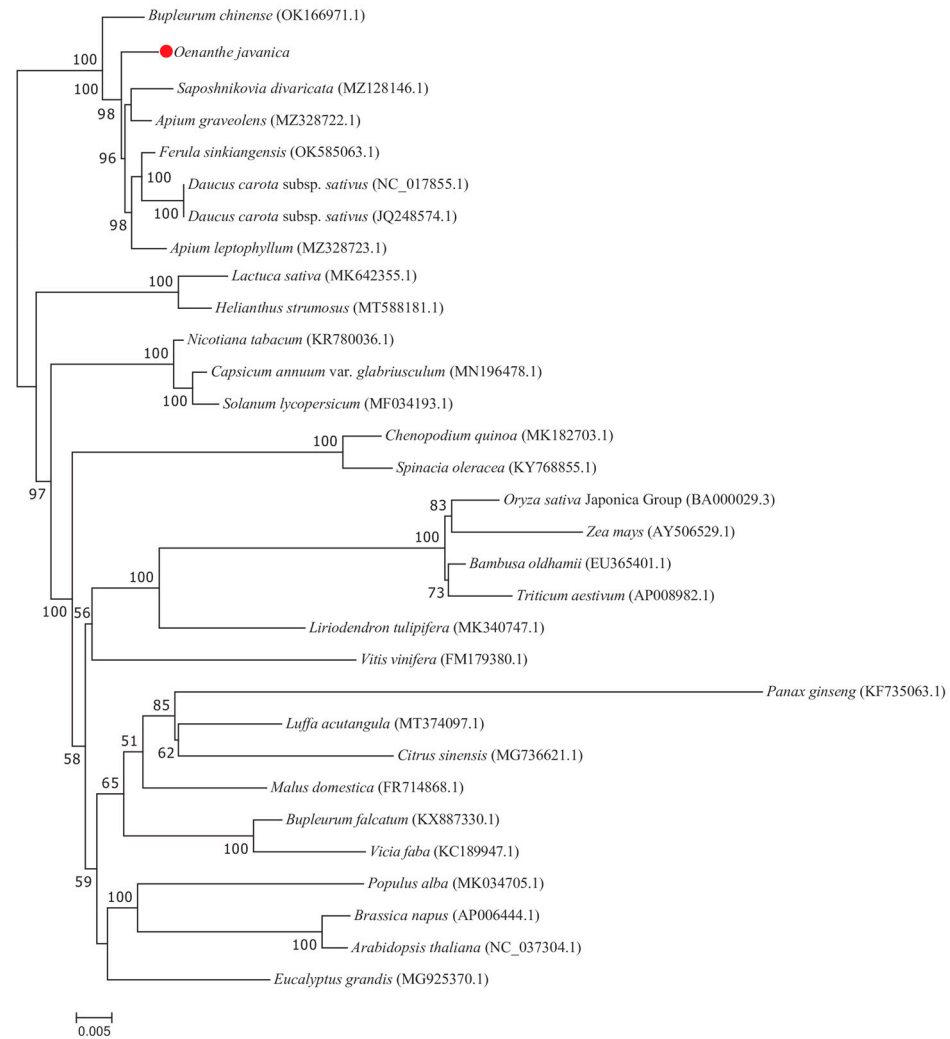 Bupleurum chinense (OK166971.1)
100
Oenanthe javanica
100
Saposhnikovia divaricata (MZ128146.1)
98
Apium graveolens (MZ328722.1)
96
Ferula sinkiangensis (OK585063.1)
100
Daucus carota subsp. sativus (NC_017855.1)
100
Daucus carota subsp. sativus (JQ248574.1)
98
Apium leptophyllum (MZ328723.1)
Lactuca sativa (MK642355.1)
100
Helianthus strumosus (MT588181.1)
Nicotiana tabacum (KR780036.1)
100
Capsicum annuum var. glabriusculum (MN196478.1)
100
Solanum lycopersicum (MF034193.1)
Chenopodium quinoa (MK182703.1)
100
Spinacia oleracea (KY768855.1)
97
Oryza sativa Japonica Group (BA000029.3)
83
Zea mays (AY506529.1)
100
Bambusa oldhamii (EU365401.1)
100
73
Triticum aestivum (AP008982.1)
100
56
Liriodendron tulipifera (MK340747.1)
Vitis vinifera (FM179380.1)
Panax ginseng (KF735063.1)
85
Luffa acutangula (MT374097.1)
51
62
Citrus sinensis (MG736621.1)
58
65
Malus domestica (FR714868.1)
Bupleurum falcatum (KX887330.1)
100
Vicia faba (KC189947.1)
59
Populus alba (MK034705.1)
100
Brassica napus (AP006444.1)
100
Arabidopsis thaliana (NC_037304.1)
Eucalyptus grandis (MG925370.1)
0.005